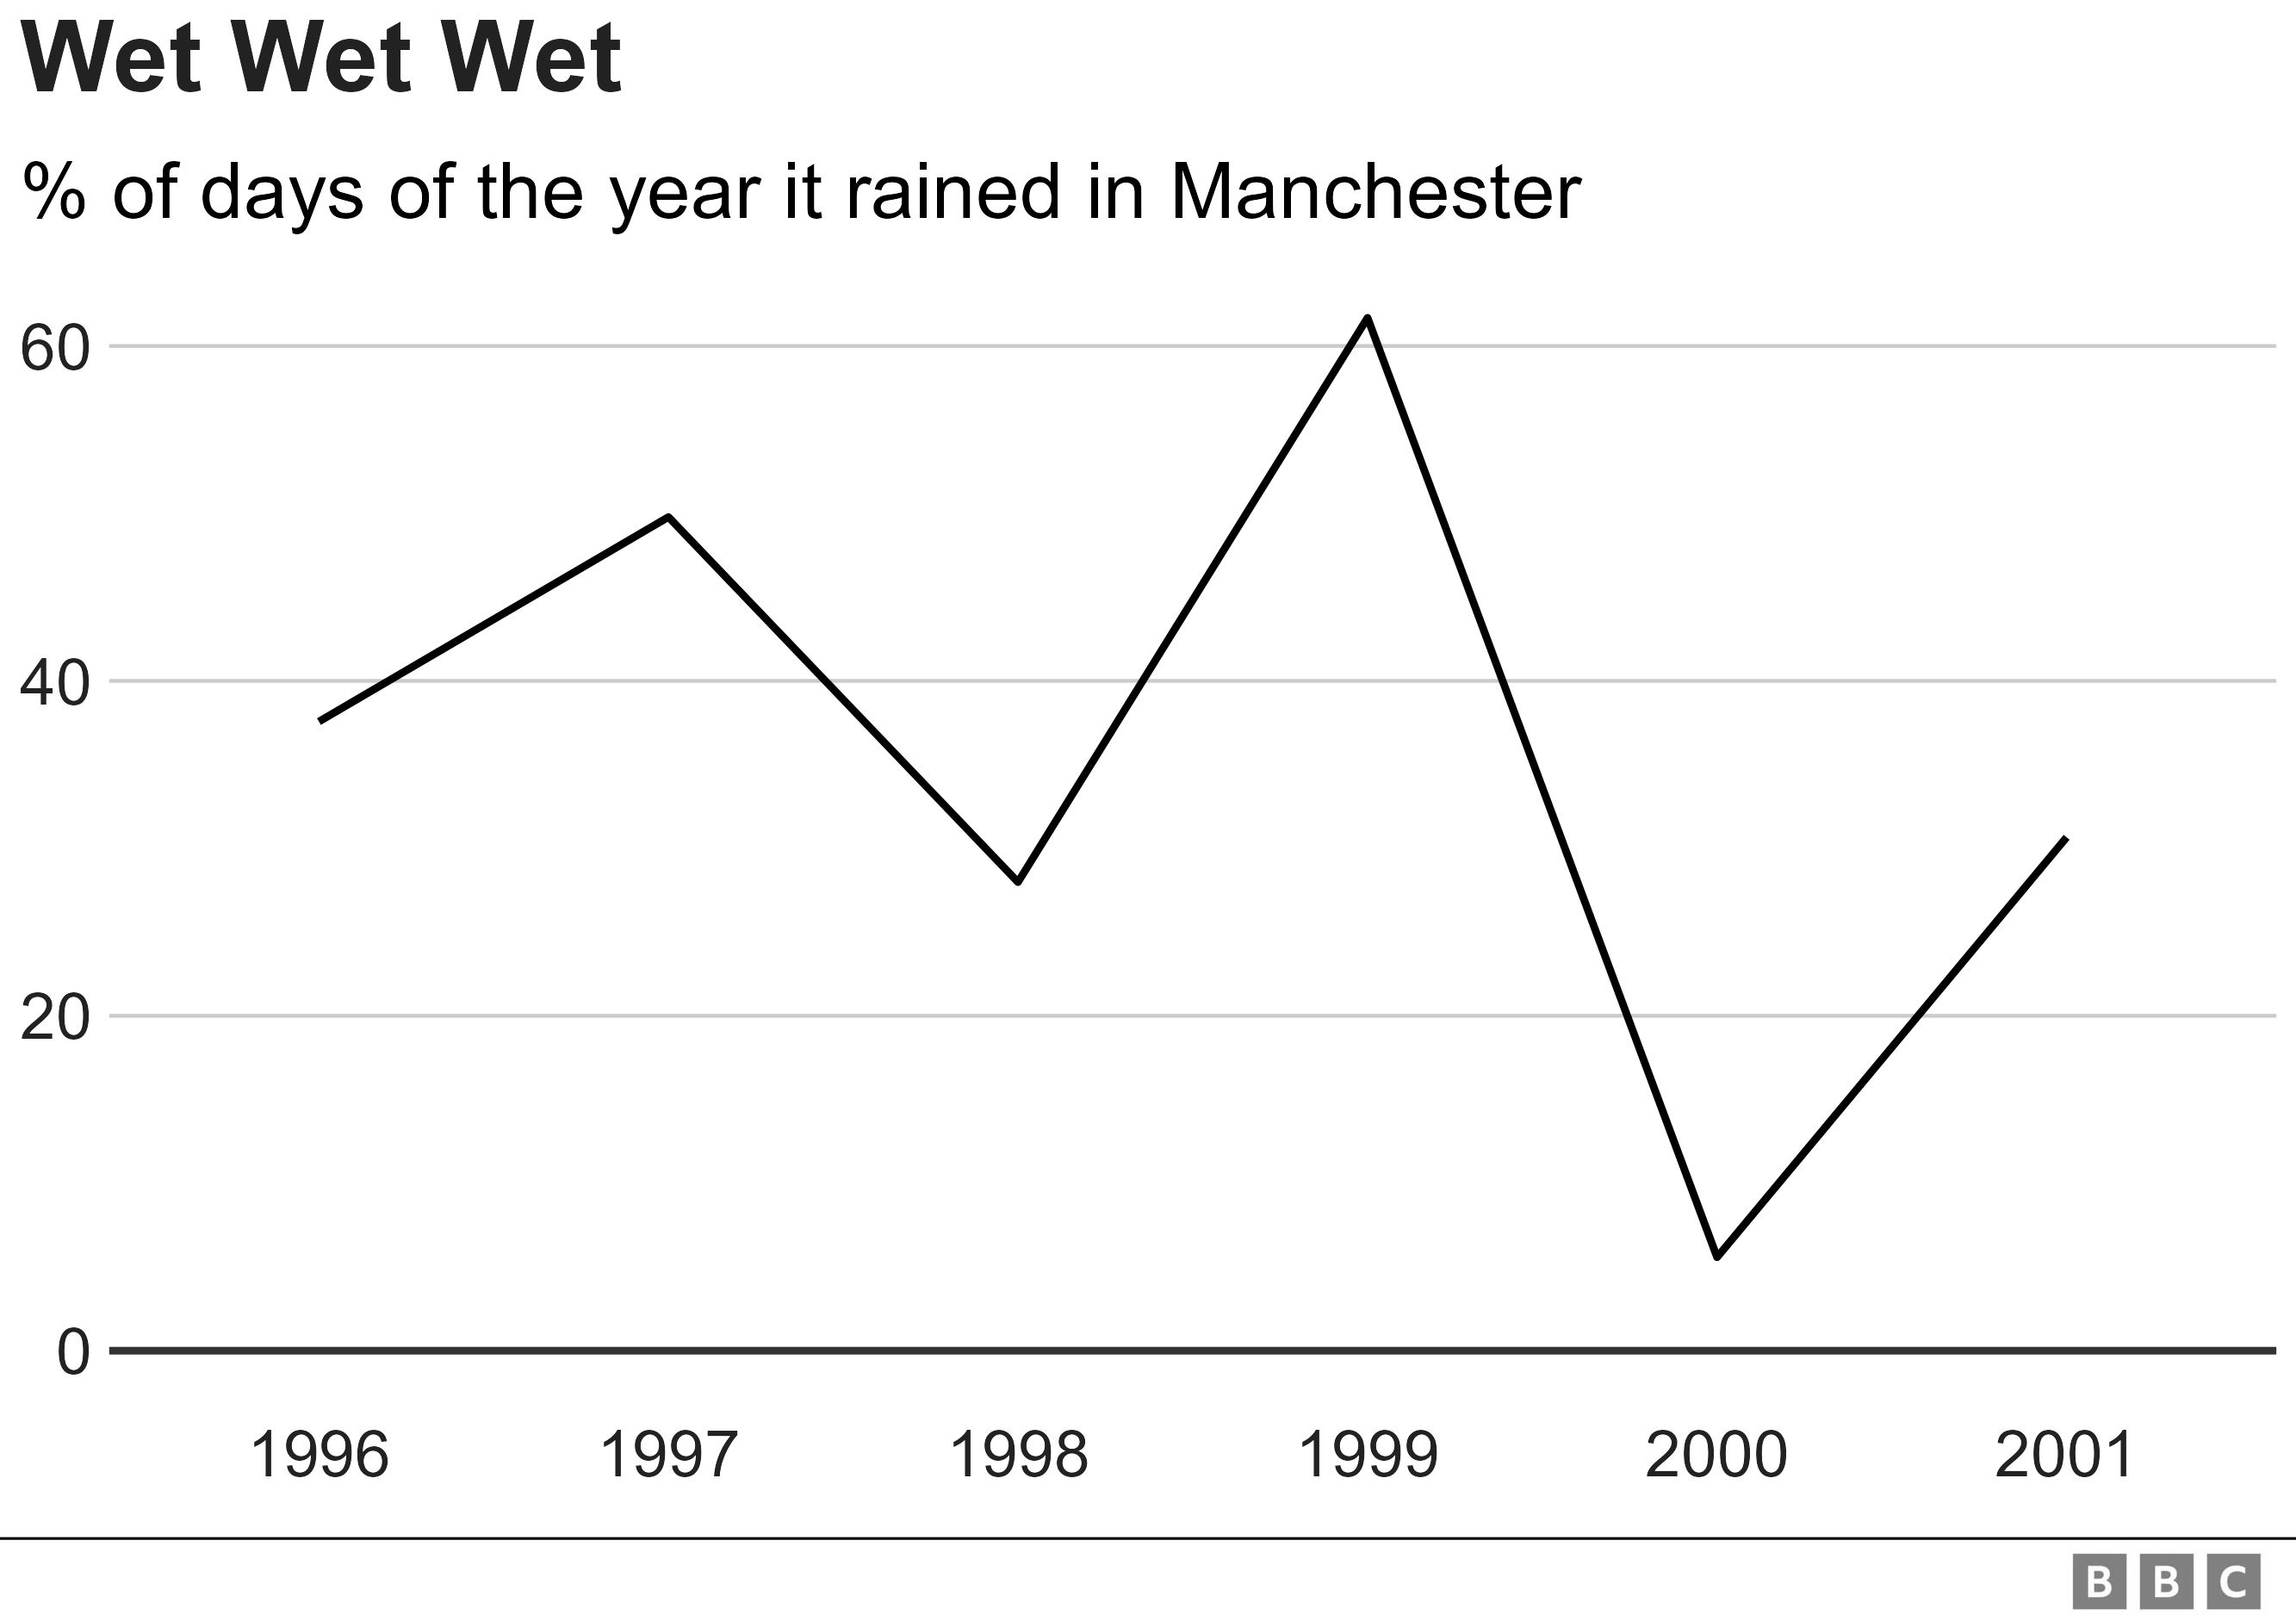 Wet Wet Wet
% of days of the year it rained in Manchester
60
40
20
0
1996 1997 1998 1999 2000 2001
BBC